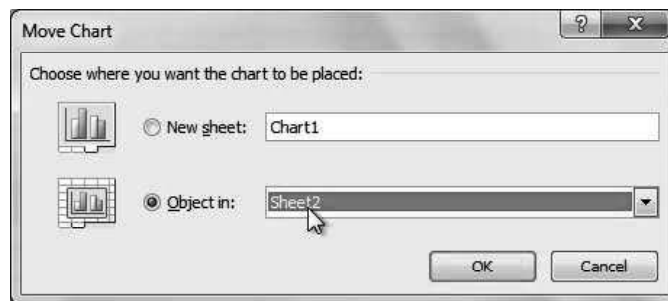 Move Chart
?
Choose where you want the chart to be placed:
New sheet: Chart1
Object in: Sheet2
OK Cancel